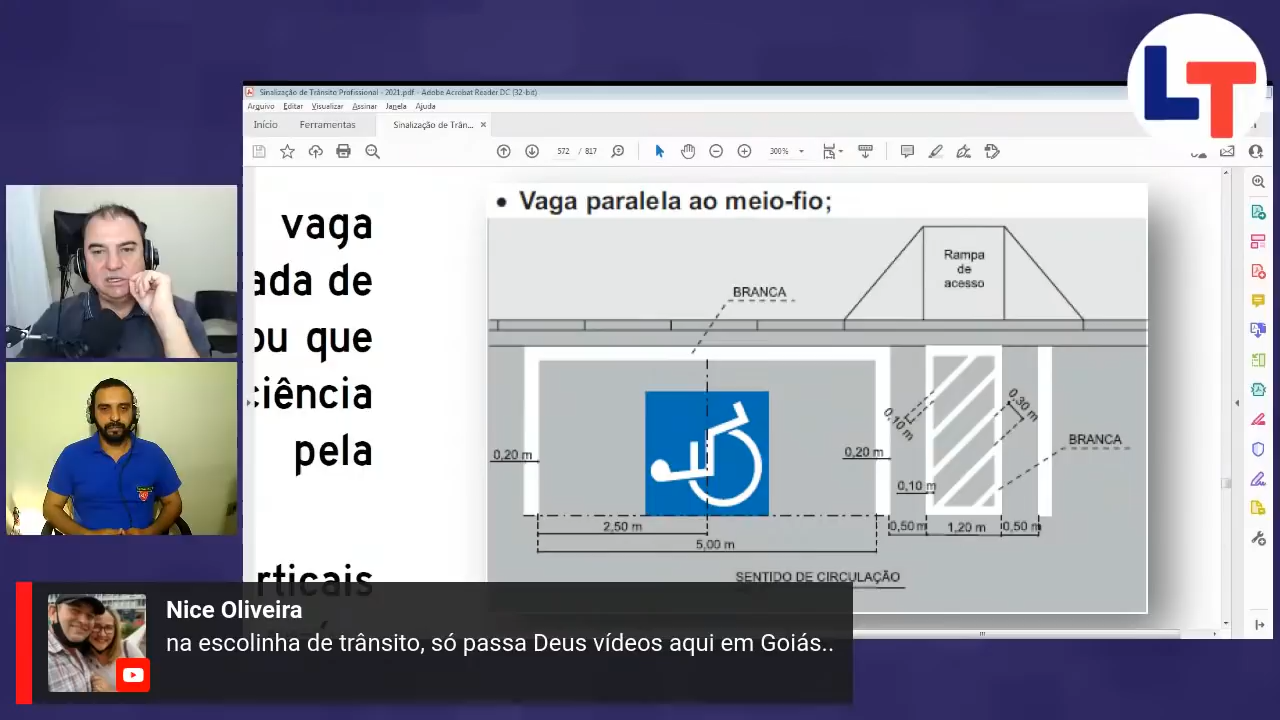 LT
Sinalização de Trânsito Profissional - 2021.pdf - Adobe Acrobat Reader DC (32-bit)
Arquivo Editar Visualizar Assinar Janela Ajuda
Início Ferramentas Sinalização de Trân... ×
572 / 817 300%
vaga
ada de
ou que
ciência
pela
rticais
• Vaga paralela ao meio-fio;
Rampa
de
acesso
BRANCA
0,10 m
0,30 m
BRANCA
0,20 m
0,20 m
0,10 m
2,50 m
0,50 m
1,20 m
0,50 m
5,00 m
SENTIDO DE CIRCULAÇÃO
Nice Oliveira
na escolinha de trânsito, só passa Deus vídeos aqui em Goiás..